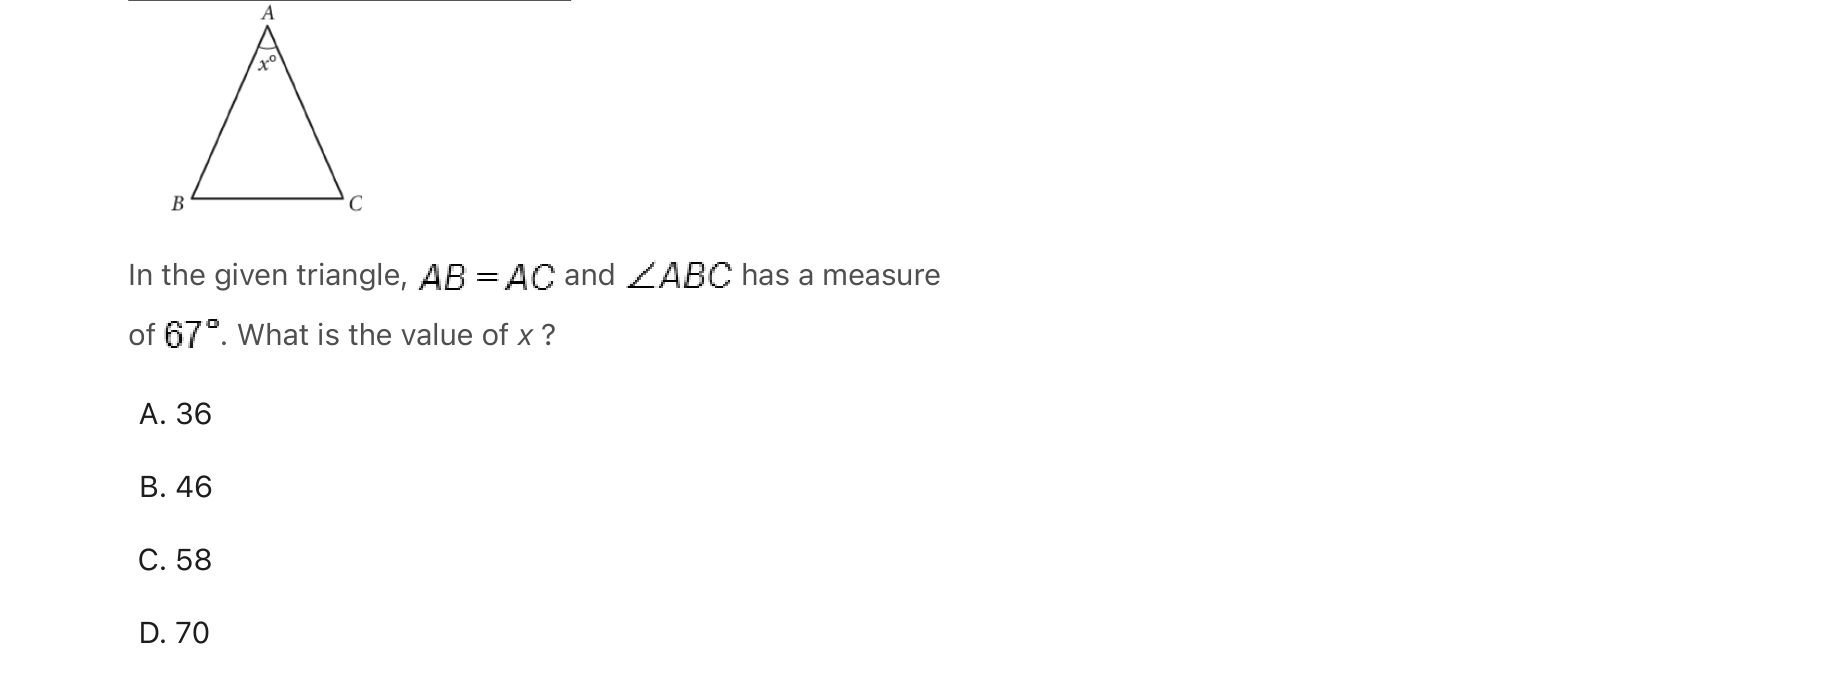 A
x°
B
C
In the given triangle, AB = AC and ∠ABC has a measure
of 67°. What is the value of x ?
A. 36
B. 46
C. 58
D. 70